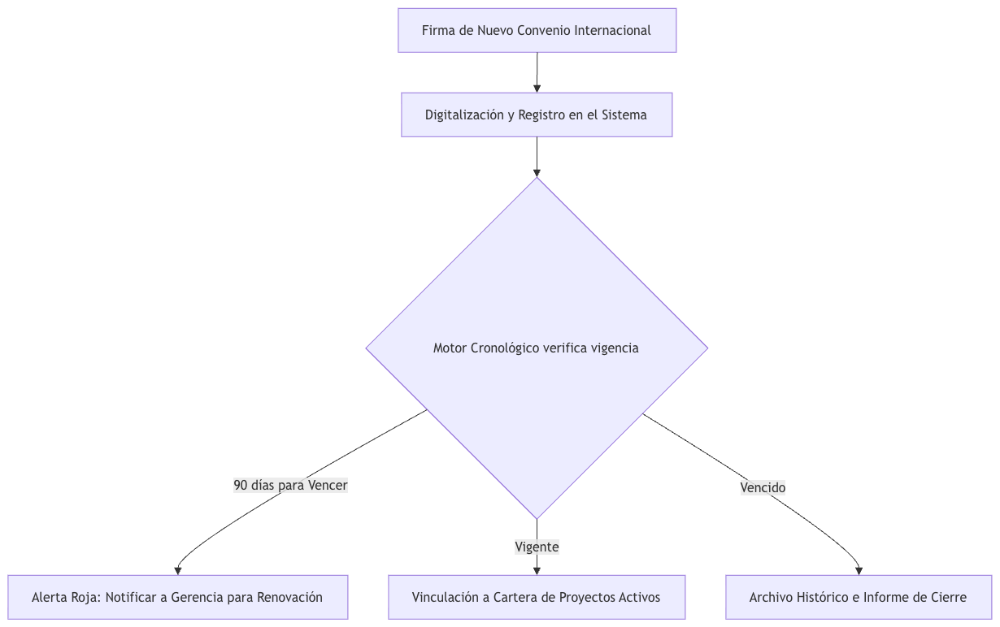 Firma de Nuevo Convenio Internacional
Digitalización y Registro en el Sistema
Motor Cronológico verifica vigencia
90 días para Vencer
Vencido
Vigente
Alerta Roja: Notificar a Gerencia para Renovación
Vinculación a Cartera de Proyectos Activos
Archivo Histórico e Informe de Cierre